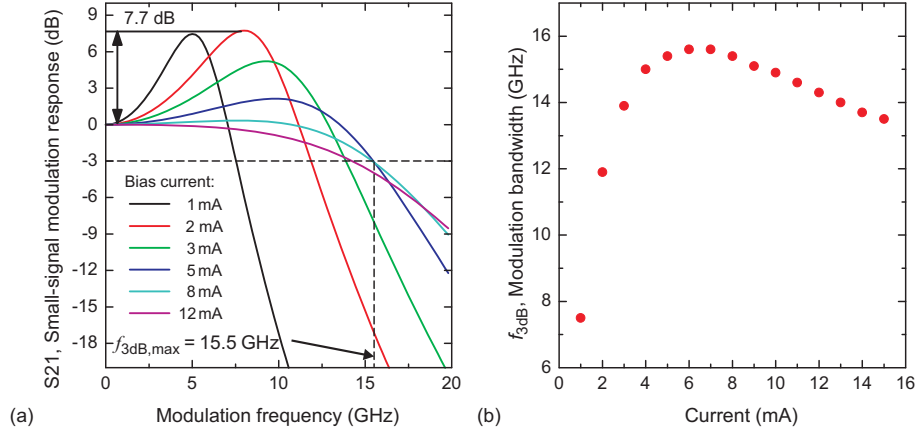 7.7 dB
S21, Small-signal modulation response (dB)
9
6
3
0
-3
-6
-9
-12
-15
-18
Bias current:
1 mA
2 mA
3 mA
5 mA
8 mA
12 mA
f3dB,max = 15.5 GHz
0 5 10 15 20
(a) Modulation frequency (GHz)
f3dB, Modulation bandwidth (GHz)
16
14
12
10
8
6
0 2 4 6 8 10 12 14 16
(b) Current (mA)